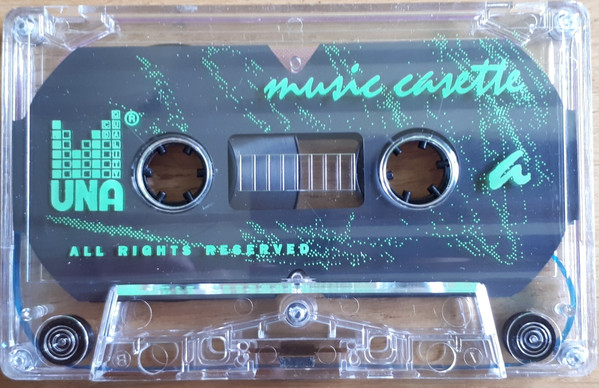 music casette
UNA®
a
ALL RIGHTS RESERVED